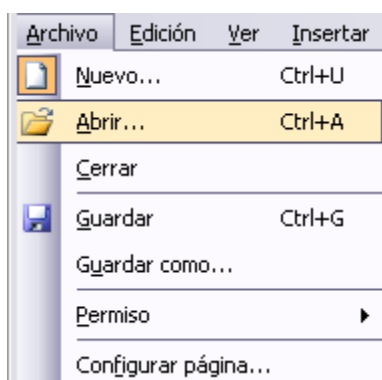 Archivo Edición Ver Insertar
Nuevo... Ctrl+U
Abrir... Ctrl+A
Cerrar
Guardar Ctrl+G
Guardar como...
Permiso
Configurar página...